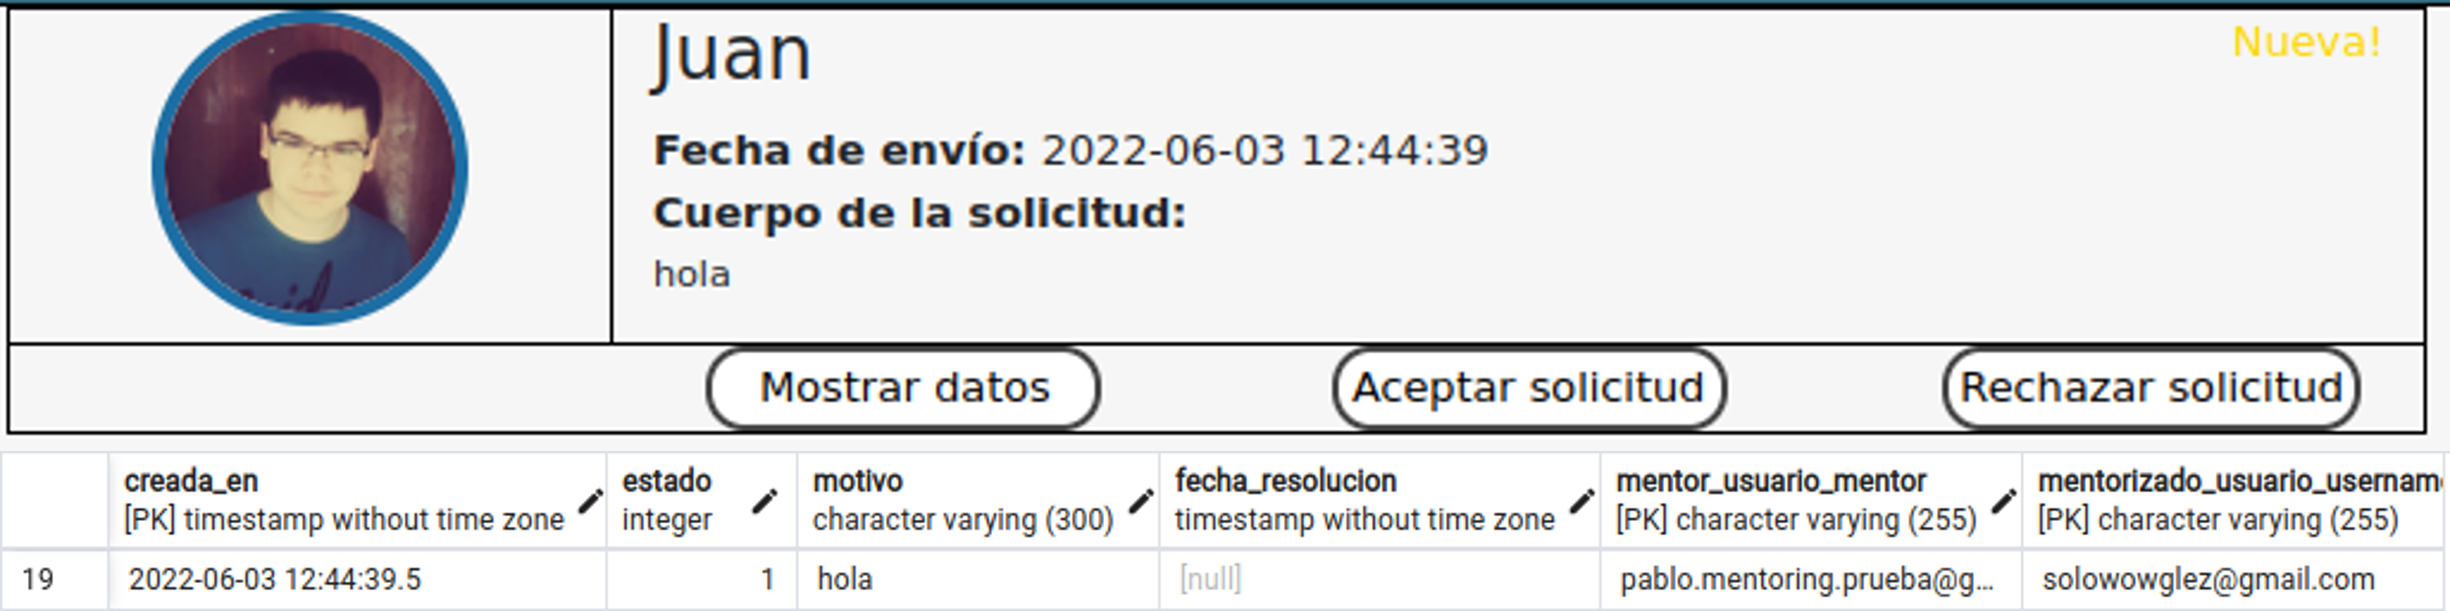 Juan
Nueva!
Fecha de envío: 2022-06-03 12:44:39
Cuerpo de la solicitud:
hola
Mostrar datos Aceptar solicitud Rechazar solicitud
creada_en estado motivo fecha_resolucion mentor_usuario_mentor mentorizado_usuario_usernam
[PK] timestamp without time zone integer character varying (300) timestamp without time zone [PK] character varying (255) [PK] character varying (255)
19 2022-06-03 12:44:39.5 1 hola [null] pablo.mentoring.prueba@g... solowowglez@gmail.com